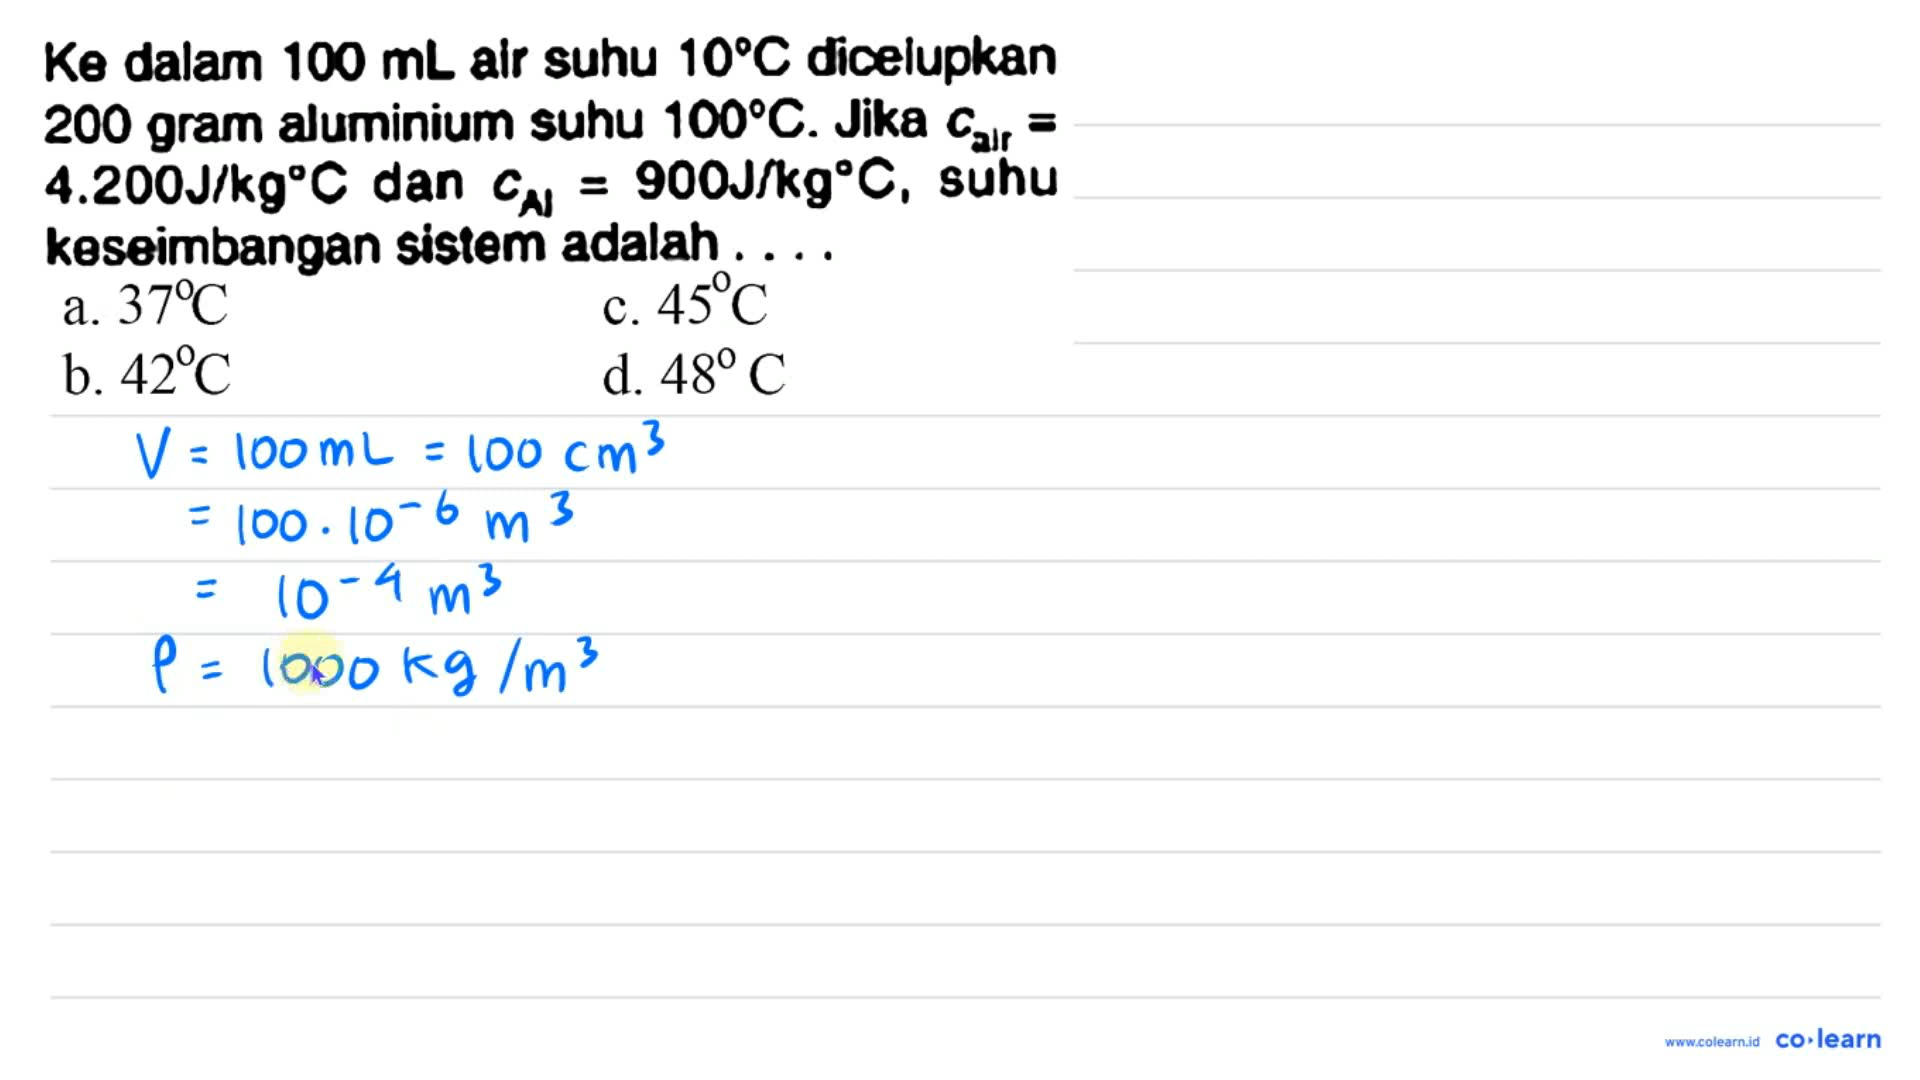 Ke dalam 100 mL air suhu 10°C dicelupkan
200 gram aluminium suhu 100°C. Jika c_air =
4.200J/kg°C dan c_Al = 900J/kg°C, suhu
keseimbangan sistem adalah . . . .
a. 37°C c. 45°C
b. 42°C d. 48° C
V = 100 mL = 100 cm³
= 100 . 10⁻⁶ m³
= 10⁻⁴ m³
ρ = 1000 kg/m³
www.colearn.id co‣learn